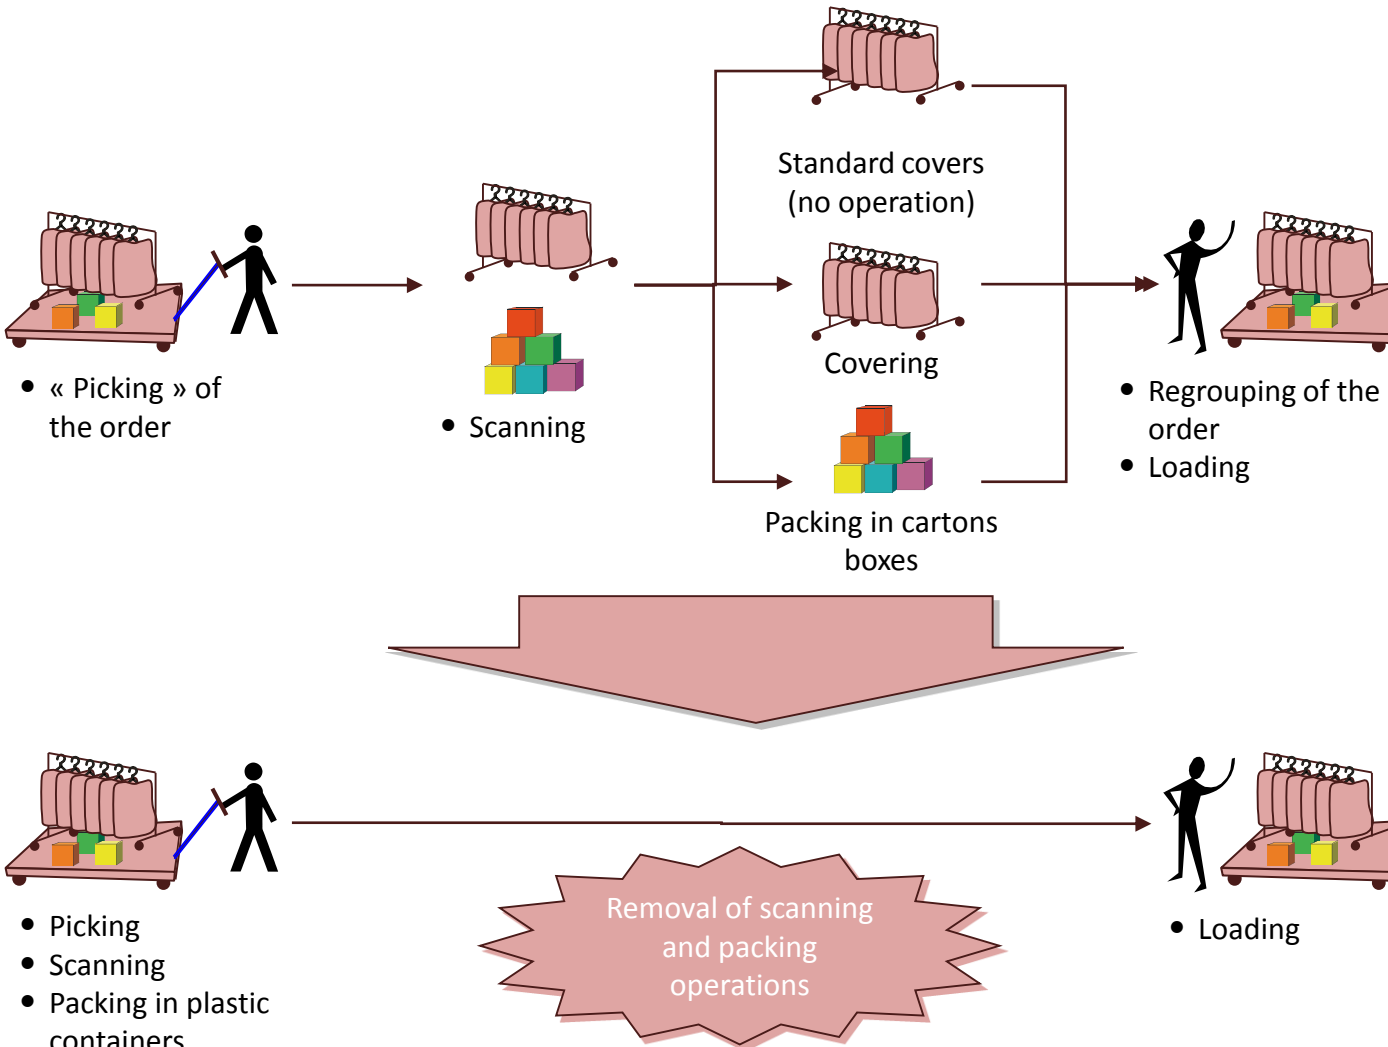 Standard covers
(no operation)
Covering
• « Picking » of
the order
• Scanning
• Regrouping of the
order
• Loading
Packing in cartons
boxes
Removal of scanning
and packing
operations
• Picking
• Scanning
• Packing in plastic
containers
• Loading